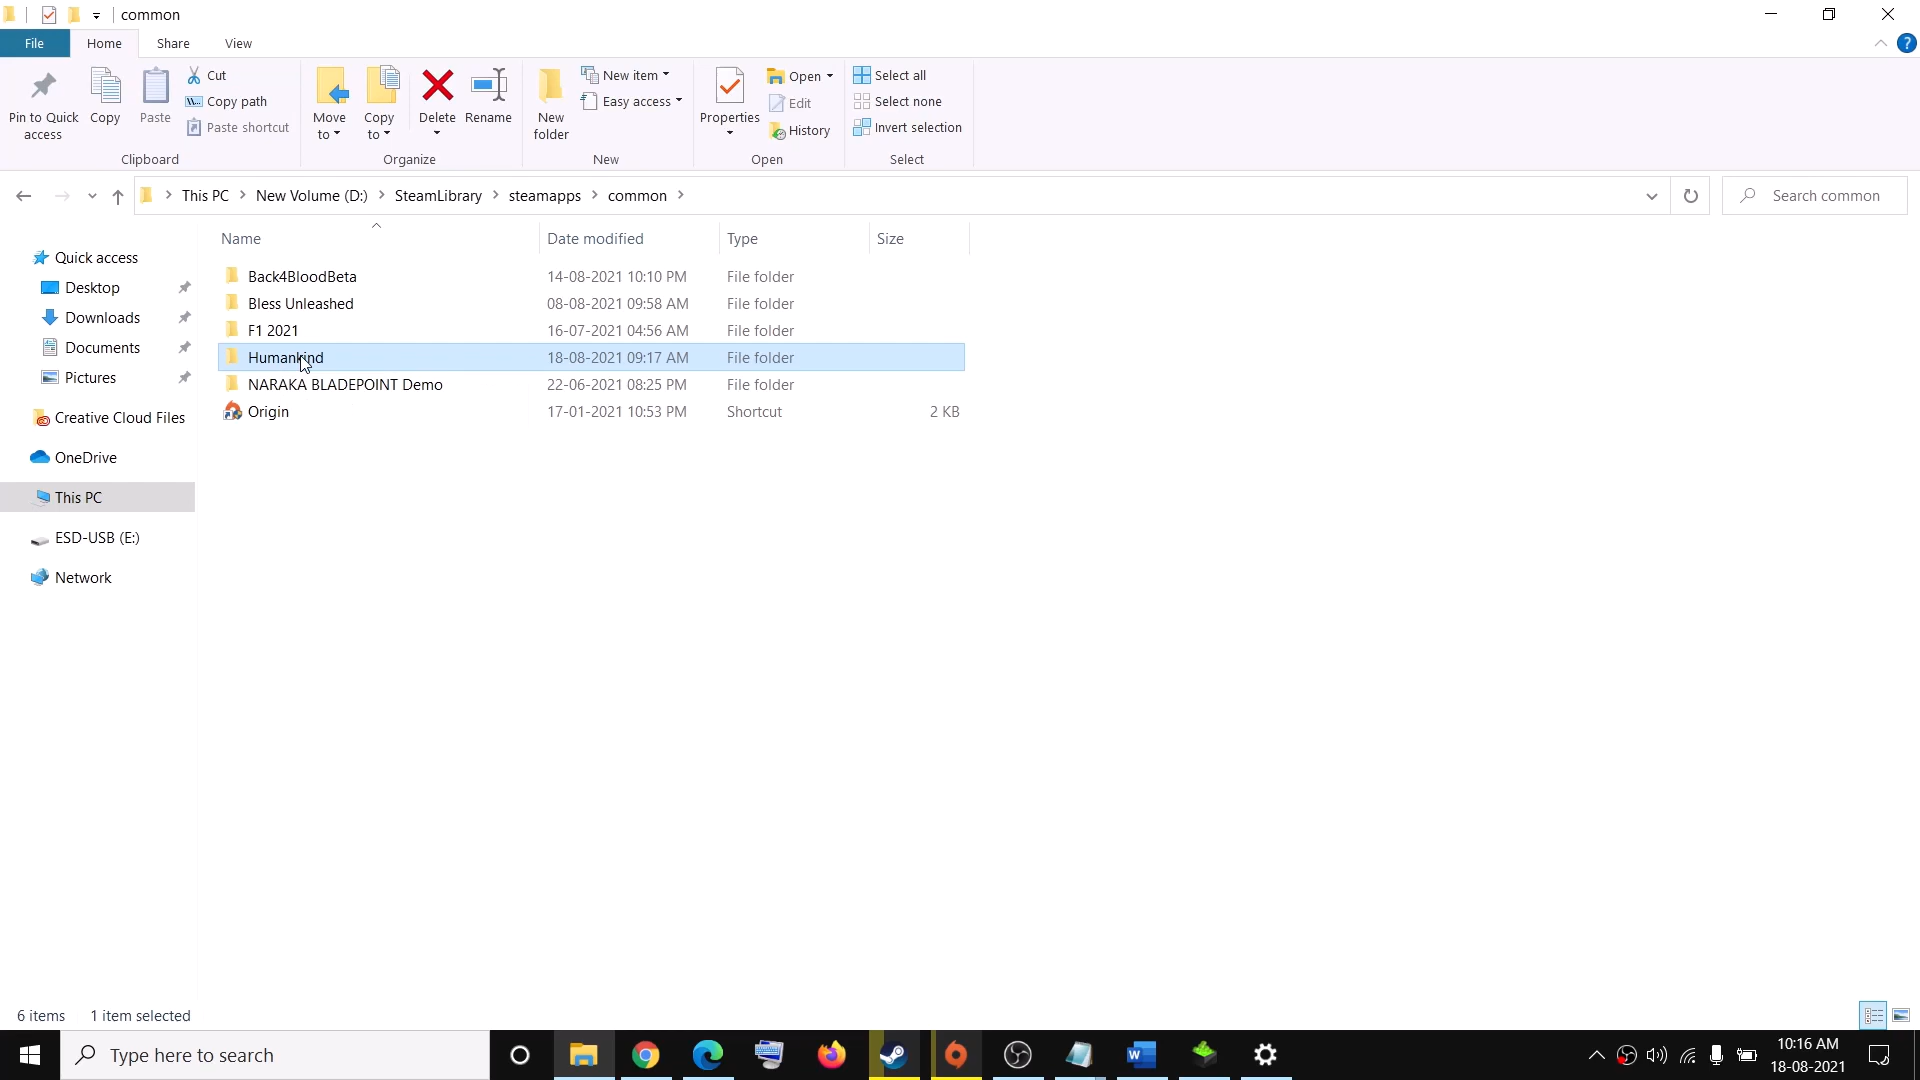 common
File Home Share View
Pin to Quick access
Copy
Paste
Cut
Copy path
Paste shortcut
Clipboard
Move to
Copy to
Delete
Rename
Organize
New folder
New item
Easy access
New
Properties
Open
Edit
History
Open
Select all
Select none
Invert selection
Select
This PC New Volume (D:) SteamLibrary steamapps common
Search common
Name Date modified Type Size
Back4BloodBeta 14-08-2021 10:10 PM File folder
Bless Unleashed 08-08-2021 09:58 AM File folder
F1 2021 16-07-2021 04:56 AM File folder
Humankind 18-08-2021 09:17 AM File folder
NARAKA BLADEPOINT Demo 22-06-2021 08:25 PM File folder
Origin 17-01-2021 10:53 PM Shortcut 2 KB
Quick access
Desktop
Downloads
Documents
Pictures
Creative Cloud Files
OneDrive
This PC
ESD-USB (E:)
Network
6 items 1 item selected
Type here to search
10:16 AM
18-08-2021